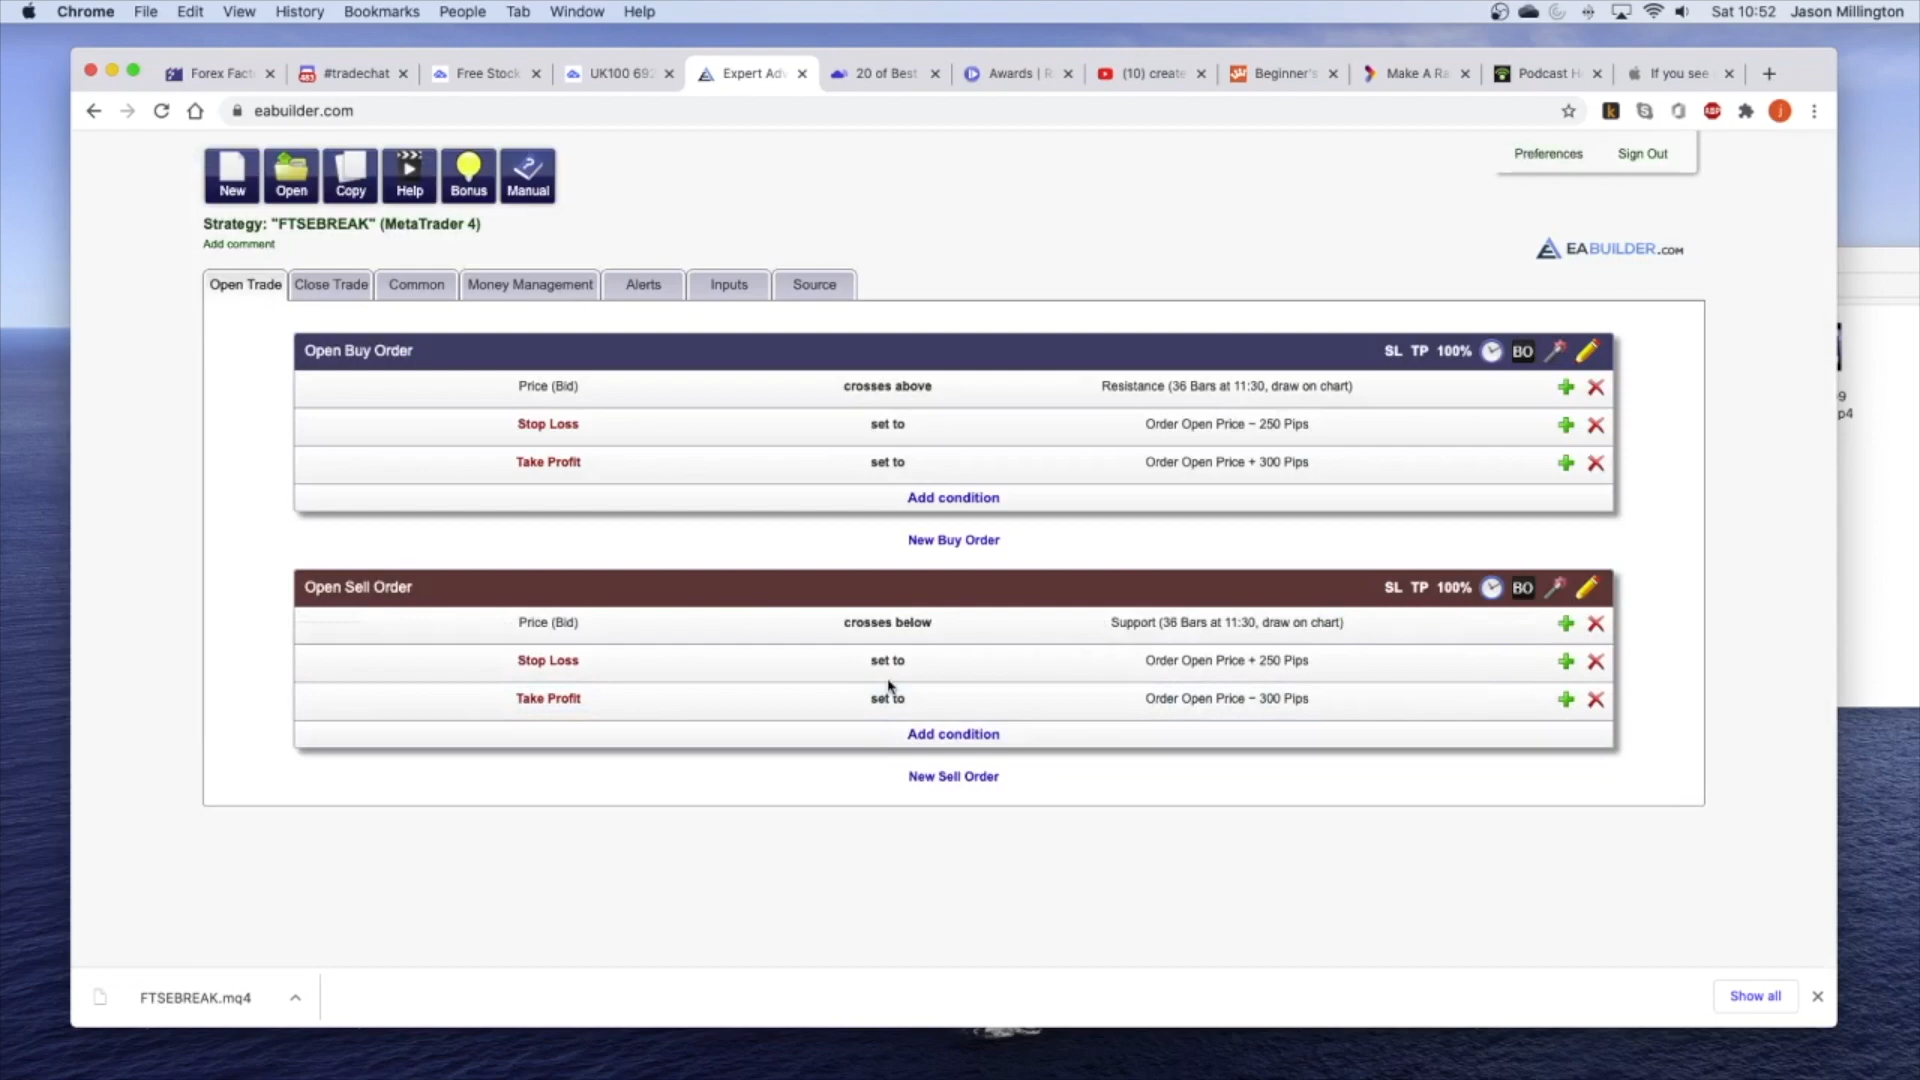 Chrome File Edit View History Bookmarks People Tab Window Help Sat 10:52 Jason Millington
Forex Fact #tradechat Free Stock UK100 692 Expert Adv 20 of Best Awards | R (10) create Beginner's Make A Ra Podcast H If you see
eabuilder.com
Preferences Sign Out
New Open Copy Help Bonus Manual
Strategy: "FTSEBREAK" (MetaTrader 4)
Add comment
EABUILDER.COM
Open Trade Close Trade Common Money Management Alerts Inputs Source
Open Buy Order SL TP 100% BO
Price (Bid) crosses above Resistance (36 Bars at 11:30, draw on chart)
Stop Loss set to Order Open Price − 250 Pips
Take Profit set to Order Open Price + 300 Pips
Add condition
New Buy Order
Open Sell Order SL TP 100% BO
Price (Bid) crosses below Support (36 Bars at 11:30, draw on chart)
Stop Loss set to Order Open Price + 250 Pips
Take Profit set to Order Open Price − 300 Pips
Add condition
New Sell Order
FTSEBREAK.mq4 Show all